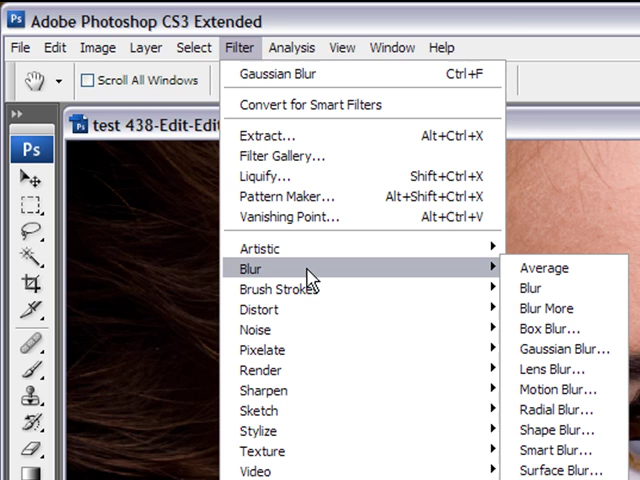 Ps Adobe Photoshop CS3 Extended
File Edit Image Layer Select Filter Analysis View Window Help
Scroll All Windows
Gaussian Blur Ctrl+F
Convert for Smart Filters
test 438-Edit-Edit
Ps
Extract... Alt+Ctrl+X
Filter Gallery...
Liquify... Shift+Ctrl+X
Pattern Maker... Alt+Shift+Ctrl+X
Vanishing Point... Alt+Ctrl+V
Artistic
Blur
Brush Strokes
Distort
Noise
Pixelate
Render
Sharpen
Sketch
Stylize
Texture
Video
Average
Blur
Blur More
Box Blur...
Gaussian Blur...
Lens Blur...
Motion Blur...
Radial Blur...
Shape Blur...
Smart Blur...
Surface Blur...